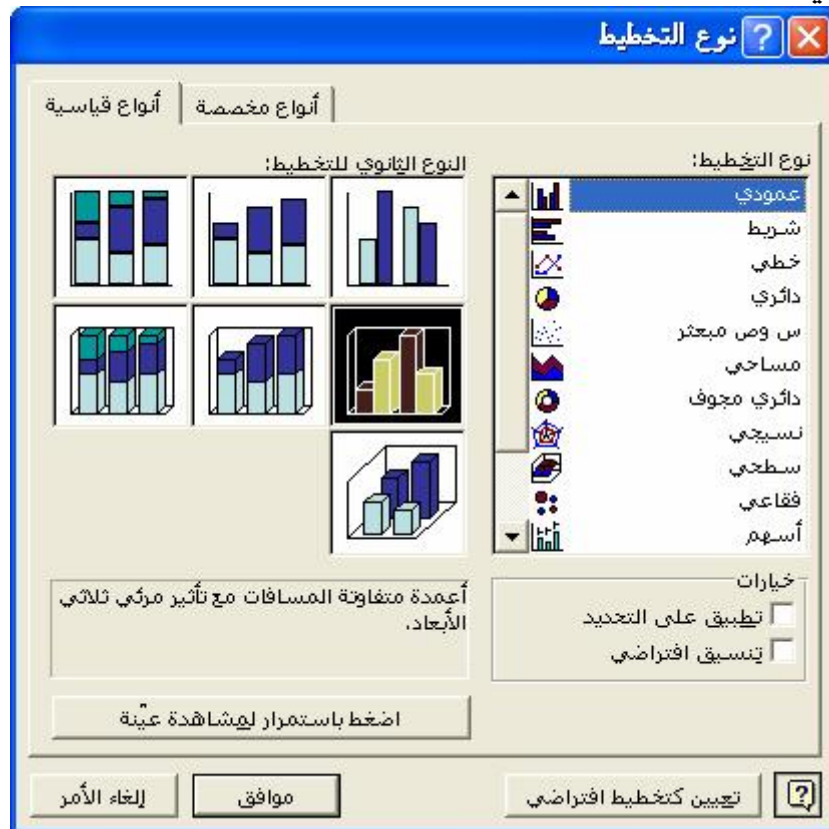 نوع التخطيط
أنواع قياسية
أنواع مخصصة
نوع التخطيط:
عمودي
شريط
خطي
دائري
س وص مبعثر
مساحي
دائري مجوف
نسيجي
سطحي
فقاعي
أسهم
النوع الثانوي للتخطيط:
خيارات
تطبيق على التحديد
تنسيق افتراضي
أعمدة متفاوتة المسافات مع تأثير مرئي ثلاثي
الأبعاد.
اضغط باستمرار لمشاهدة عيّنة
تعيين كتخطيط افتراضي
موافق
إلغاء الأمر